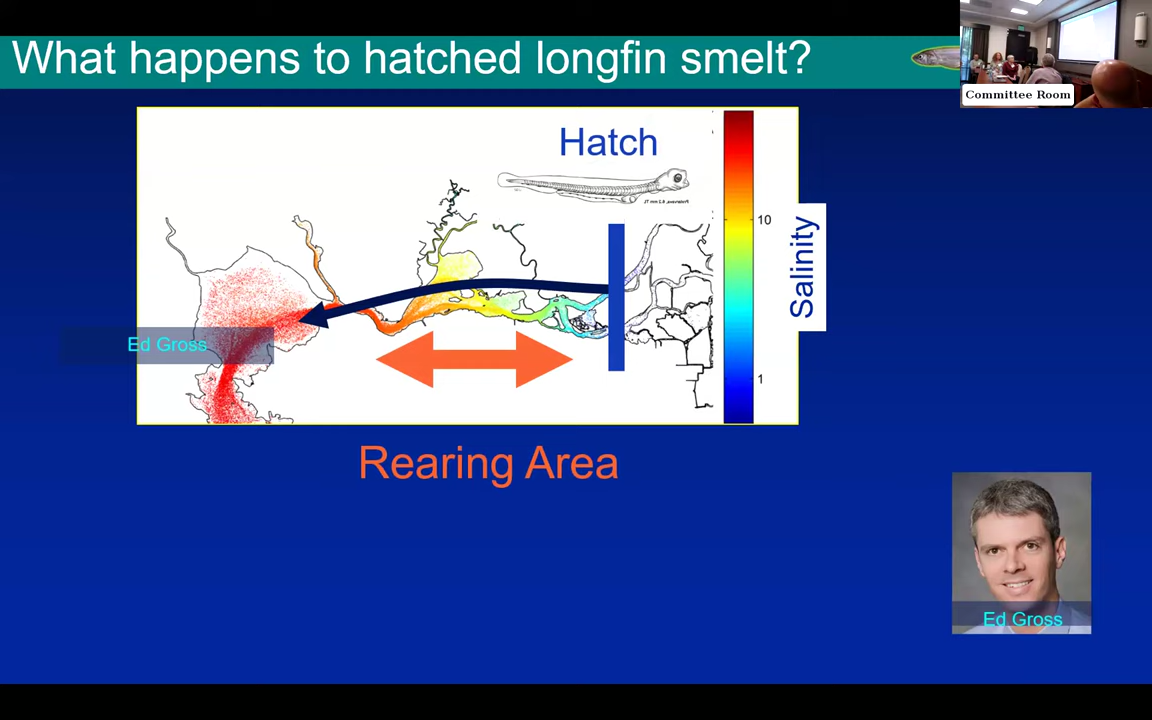 What happens to hatched longfin smelt?
Committee Room
Hatch
10
Salinity
1
Ed Gross
Rearing Area
Ed Gross